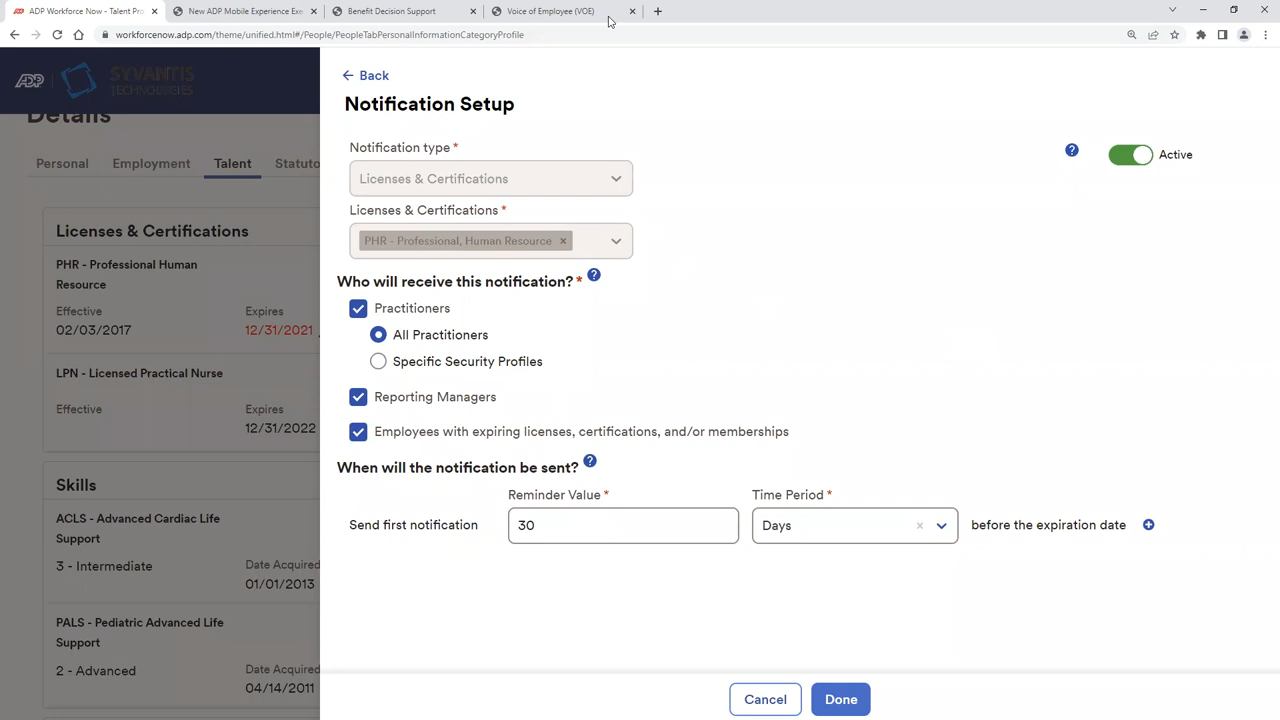 ADP Workforce Now - Talent Pro
New ADP Mobile Experience Exe
Benefit Decision Support
Voice of Employee (VOE)
workforcenow.adp.com/theme/unified.html#/People/PeopleTabPersonalInformationCategoryProfile
ADP
SYVANTIS
TECHNOLOGIES
Details
Personal
Employment
Talent
Statuto
Licenses & Certifications
PHR - Professional Human
Resource
Effective
Expires
02/03/2017
12/31/2021
LPN - Licensed Practical Nurse
Effective
Expires
12/31/2022
Skills
ACLS - Advanced Cardiac Life
Support
3 - Intermediate
Date Acquired
01/01/2013
PALS - Pediatric Advanced Life
Support
2 - Advanced
Date Acquired
04/14/2011
Back
Notification Setup
Notification type *
? Active
Licenses & Certifications
Licenses & Certifications *
PHR - Professional, Human Resource ×
Who will receive this notification? * ?
Practitioners
All Practitioners
Specific Security Profiles
Reporting Managers
Employees with expiring licenses, certifications, and/or memberships
When will the notification be sent? ?
Reminder Value *
Time Period *
Send first notification
30
Days
before the expiration date
Cancel
Done